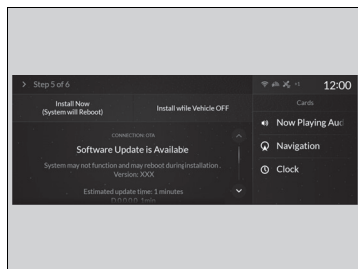 Step 5 of 6
12:00
Install Now
(System will Reboot)
Install while Vehicle OFF
Cards
CONNECTION: OTA
Software Update is Availabe
System may not function and may reboot during installation.
Version: XXX
Estimated update time: 1 minutes
Now Playing Aud
Navigation
Clock